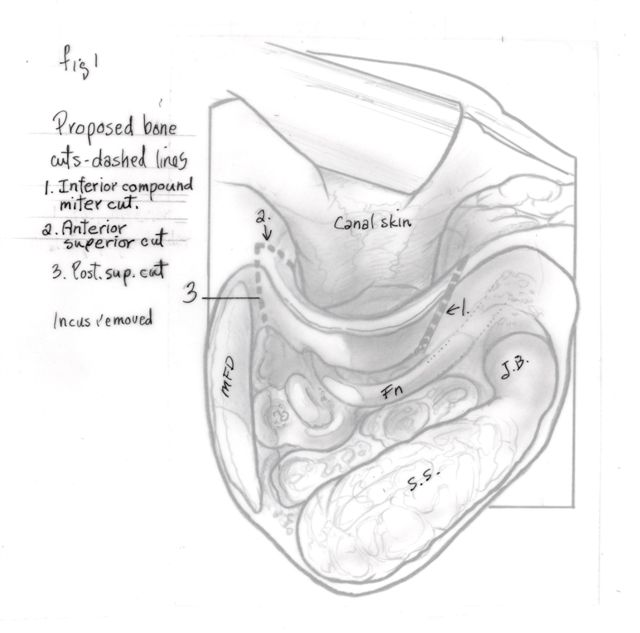 fig 1
Proposed bone
cuts-dashed lines
1. Inferior compound
miter cut.
2. Anterior
superior cut
3. Post. sup. cut
Incus removed
2.
Canal skin
3
1.
MFD
Fn
J.B.
S.S.